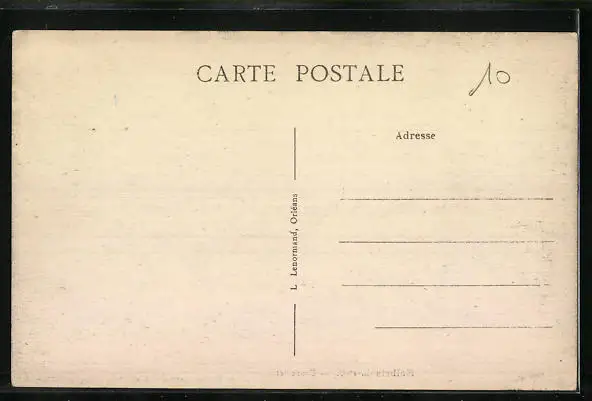 CARTE POSTALE
10
Adresse
L. Lenormand, Orléans